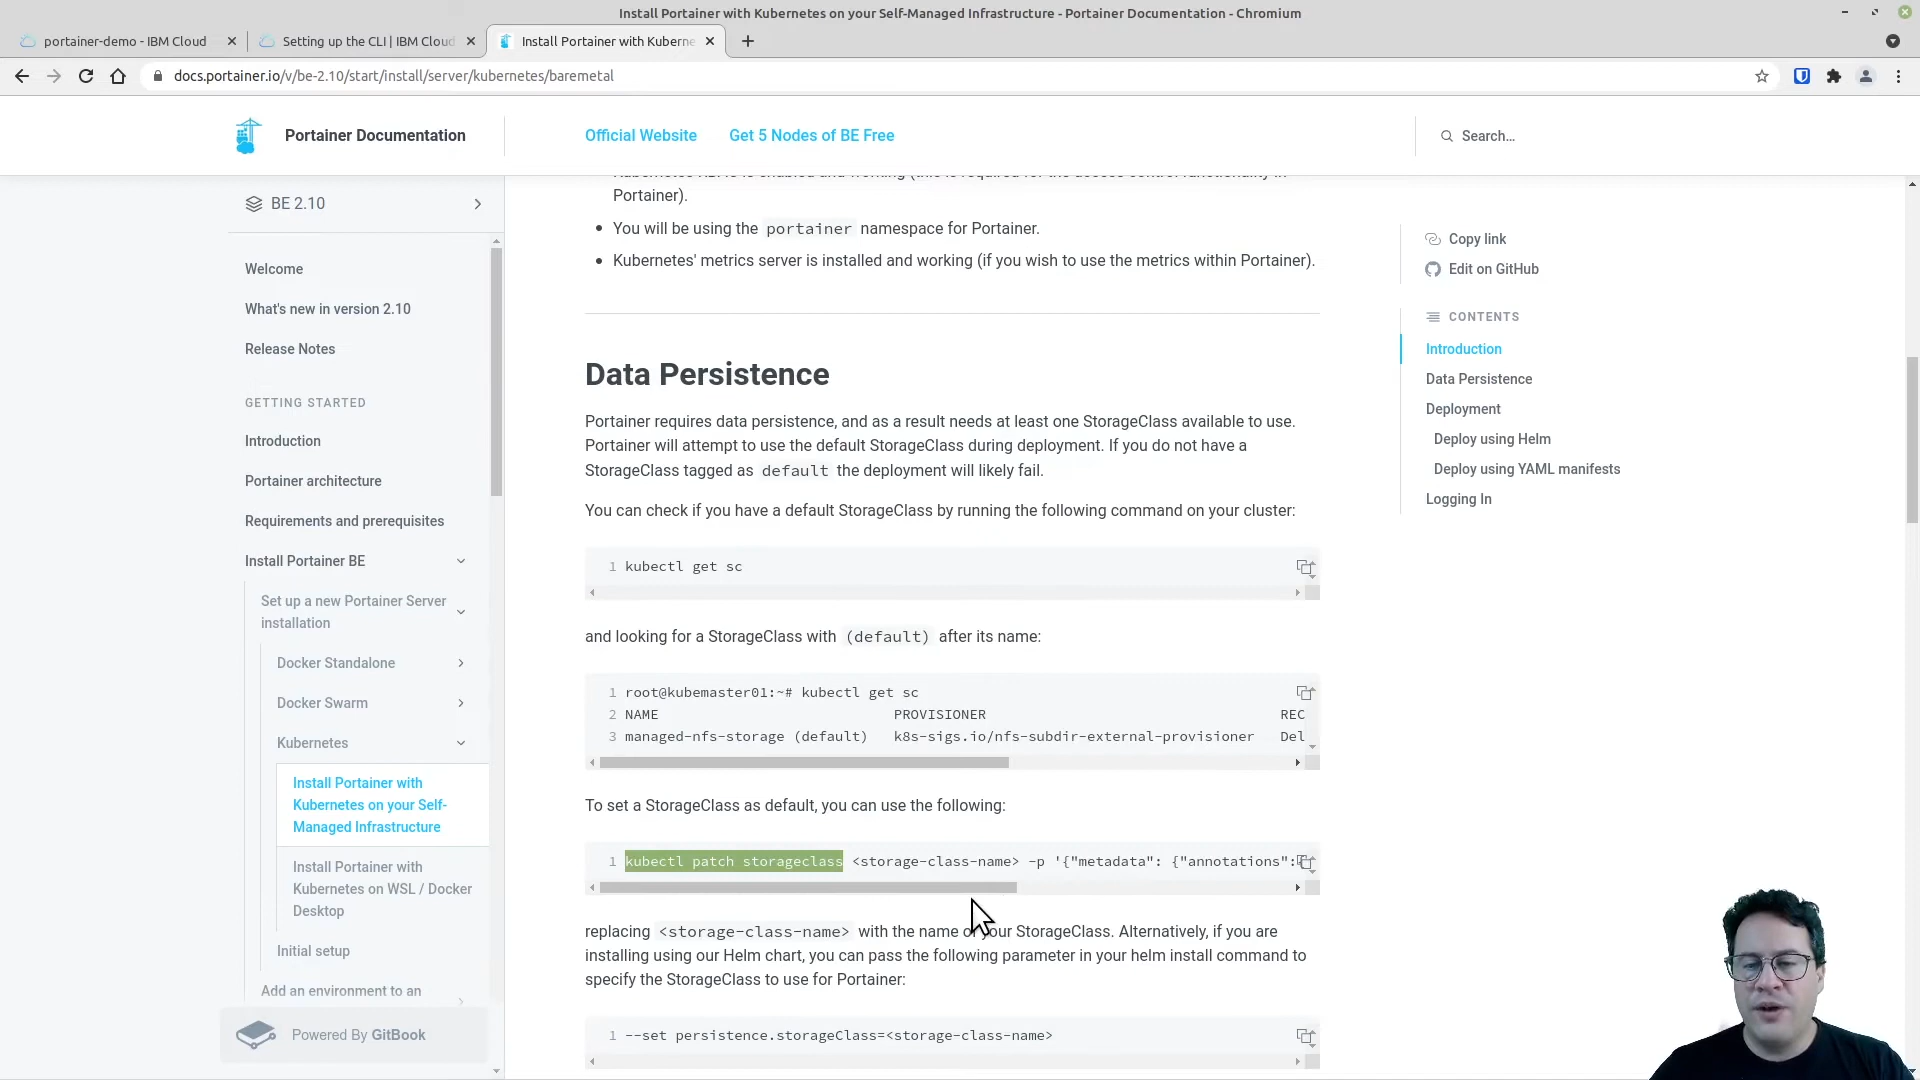 Install Portainer with Kubernetes on your Self-Managed Infrastructure - Portainer Documentation - Chromium
portainer-demo - IBM Cloud
Setting up the CLI | IBM Cloud
Install Portainer with Kuberne
docs.portainer.io/v/be-2.10/start/install/server/kubernetes/baremetal
Portainer Documentation
Official Website
Get 5 Nodes of BE Free
Search…
BE 2.10
Welcome
What's new in version 2.10
Release Notes
GETTING STARTED
Introduction
Portainer architecture
Requirements and prerequisites
Install Portainer BE
Set up a new Portainer Server
installation
Docker Standalone
Docker Swarm
Kubernetes
Install Portainer with
Kubernetes on your Self-
Managed Infrastructure
Install Portainer with
Kubernetes on WSL / Docker
Desktop
Initial setup
Add an environment to an
Powered By GitBook
Portainer).
• You will be using the portainer namespace for Portainer.
• Kubernetes' metrics server is installed and working (if you wish to use the metrics within Portainer).
Data Persistence
Portainer requires data persistence, and as a result needs at least one StorageClass available to use.
Portainer will attempt to use the default StorageClass during deployment. If you do not have a
StorageClass tagged as default the deployment will likely fail.
You can check if you have a default StorageClass by running the following command on your cluster:
1 kubectl get sc
and looking for a StorageClass with (default) after its name:
1 root@kubemaster01:~# kubectl get sc
2 NAME PROVISIONER REC
3 managed-nfs-storage (default) k8s-sigs.io/nfs-subdir-external-provisioner Del
To set a StorageClass as default, you can use the following:
1 kubectl patch storageclass <storage-class-name> -p '{"metadata": {"annotations":
replacing <storage-class-name> with the name of your StorageClass. Alternatively, if you are
installing using our Helm chart, you can pass the following parameter in your helm install command to
specify the StorageClass to use for Portainer:
1 --set persistence.storageClass=<storage-class-name>
Copy link
Edit on GitHub
CONTENTS
Introduction
Data Persistence
Deployment
Deploy using Helm
Deploy using YAML manifests
Logging In